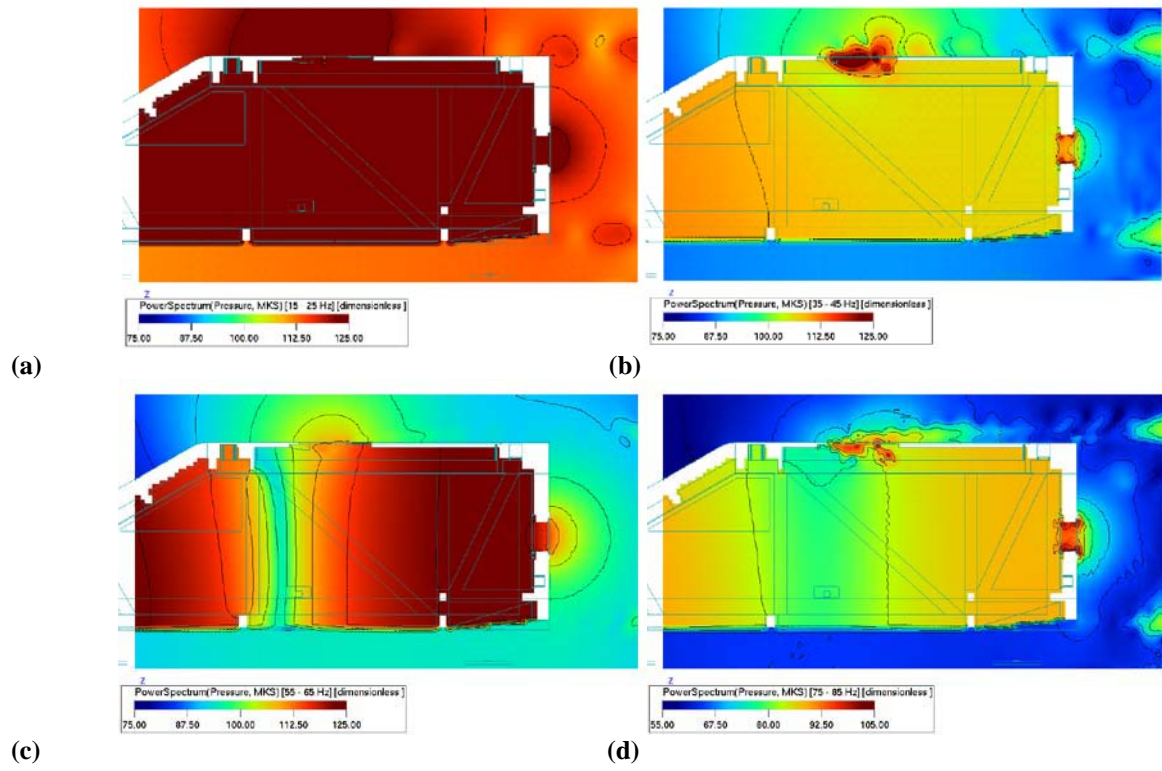 Z
PowerSpectrum(Pressure, MKS) [15 - 25 Hz] [dimensionless ]
75.00 87.50 100.00 112.50 125.00
(a)
Z
PowerSpectrum(Pressure, MKS) [35 - 45 Hz] [dimensionless ]
75.00 87.50 100.00 112.50 125.00
(b)
Z
PowerSpectrum(Pressure, MKS) [55 - 65 Hz] [dimensionless ]
75.00 87.50 100.00 112.50 125.00
(c)
Z
PowerSpectrum(Pressure, MKS) [75 - 85 Hz] [dimensionless ]
55.00 67.50 80.00 92.50 105.00
(d)